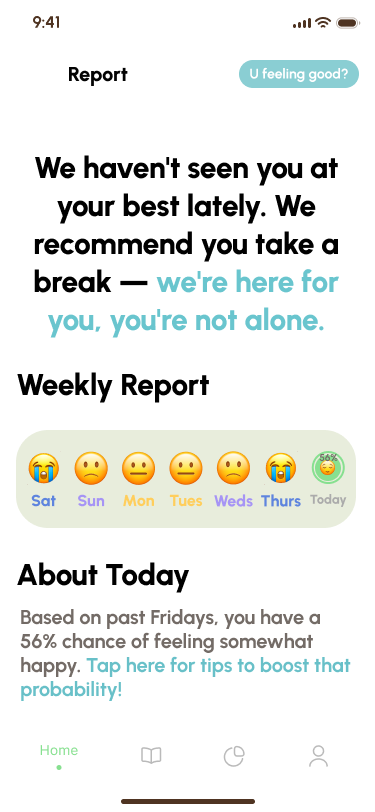 9:41
Report
U feeling good?
We haven't seen you at
your best lately. We
recommend you take a
break — we're here for
you, you're not alone.
Weekly Report
56%
Sat Sun Mon Tues Weds Thurs Today
About Today
Based on past Fridays, you have a
56% chance of feeling somewhat
happy. Tap here for tips to boost that
probability!
Home